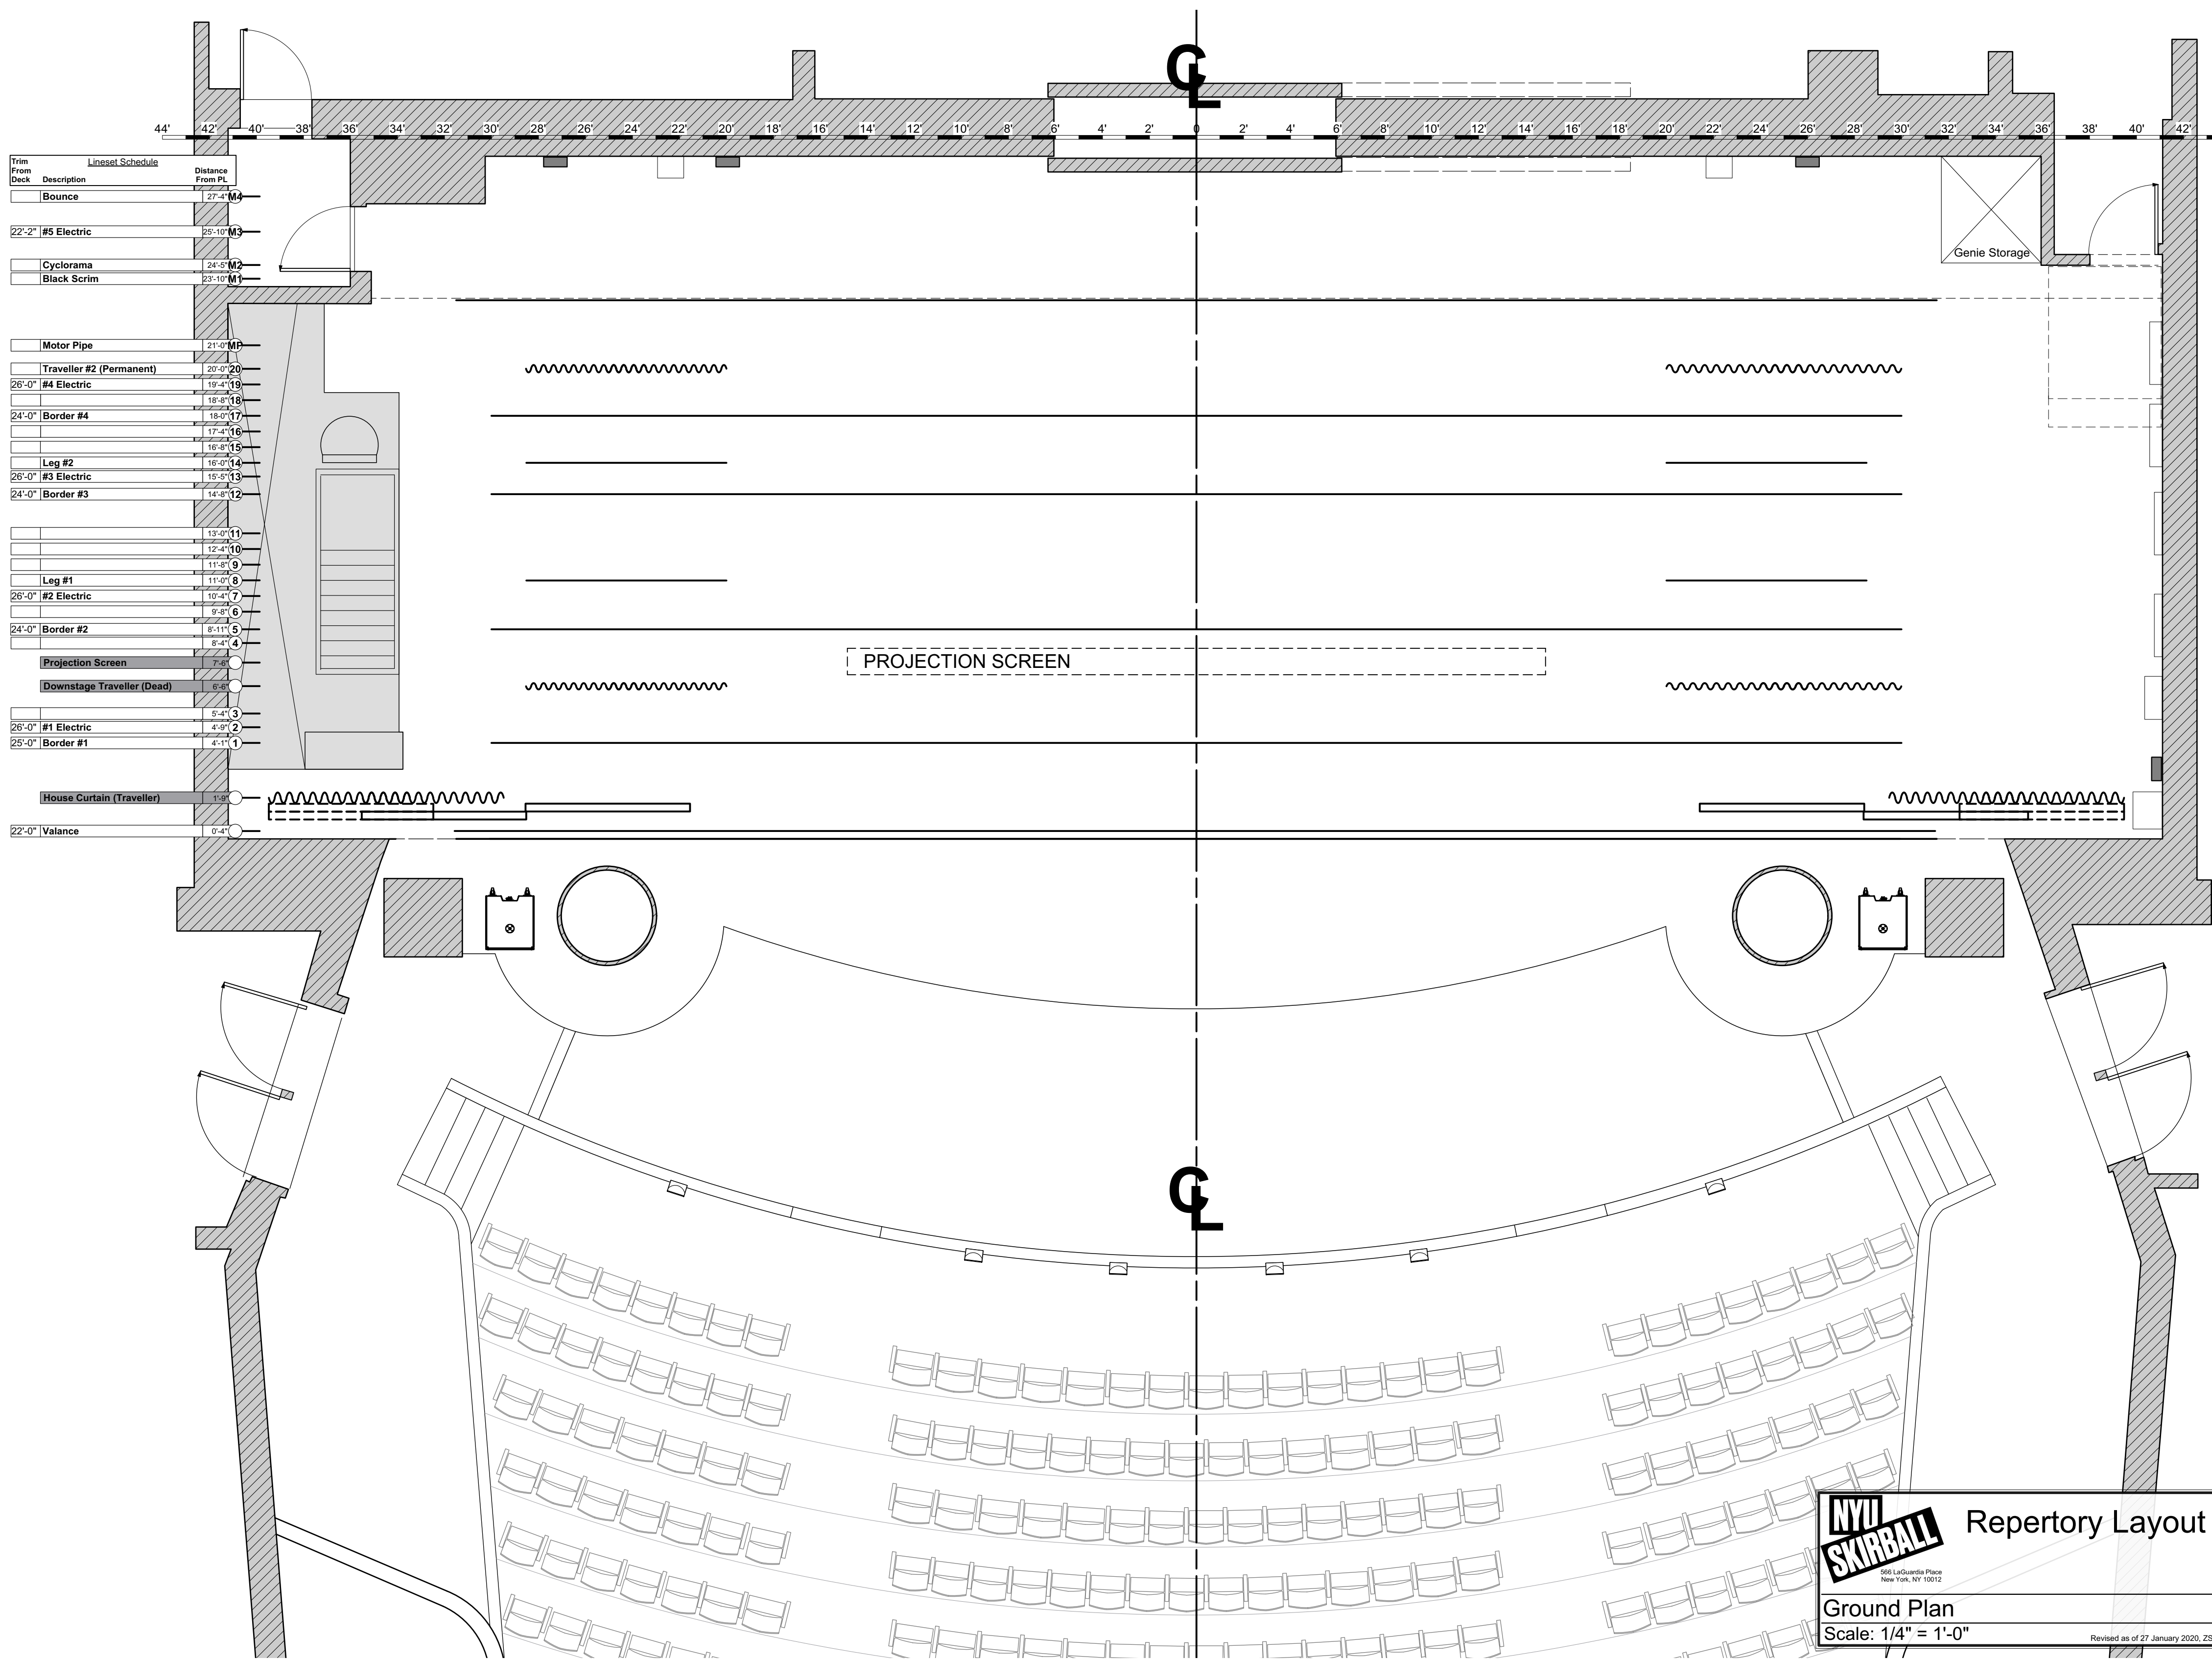 CL
44' 42' 40' 38' 36' 34' 32' 30' 28' 26' 24' 22' 20' 18' 16' 14' 12' 10' 8' 6' 4' 2' 0 2' 4' 6' 8' 10' 12' 14' 16' 18' 20' 22' 24' 26' 28' 30' 32' 34' 36' 38' 40' 42'
Trim From Deck
Lineset Schedule
Description
Distance From PL
Bounce 27'-4" M4
22'-2" #5 Electric 25'-10" M3
Cyclorama 24'-5" M2
Black Scrim 23'-10" M1
Genie Storage
Motor Pipe 21'-0" MP
Traveller #2 (Permanent) 20'-0" 20
26'-0" #4 Electric 19'-4" 19
18'-8" 18
24'-0" Border #4 18-0" 17
17'-4" 16
16'-8" 15
Leg #2 16'-0" 14
26'-0" #3 Electric 15'-5" 13
24'-0" Border #3 14'-8" 12
13'-0" 11
12'-4" 10
11'-8" 9
Leg #1 11'-0" 8
26'-0" #2 Electric 10'-4" 7
9'-8" 6
24'-0" Border #2 8'-11" 5
8'-4" 4
Projection Screen 7'-6"
PROJECTION SCREEN
Downstage Traveller (Dead) 6'-6"
5'-4" 3
26'-0" #1 Electric 4'-9" 2
25'-0" Border #1 4'-1" 1
House Curtain (Traveller) 1'-9"
22'-0" Valance 0'-4"
CL
NYU
SKIRBALL
566 LaGuardia Place
New York, NY 10012
Repertory Layout
Ground Plan
Scale: 1/4" = 1'-0"
Revised as of 27 January 2020, ZS